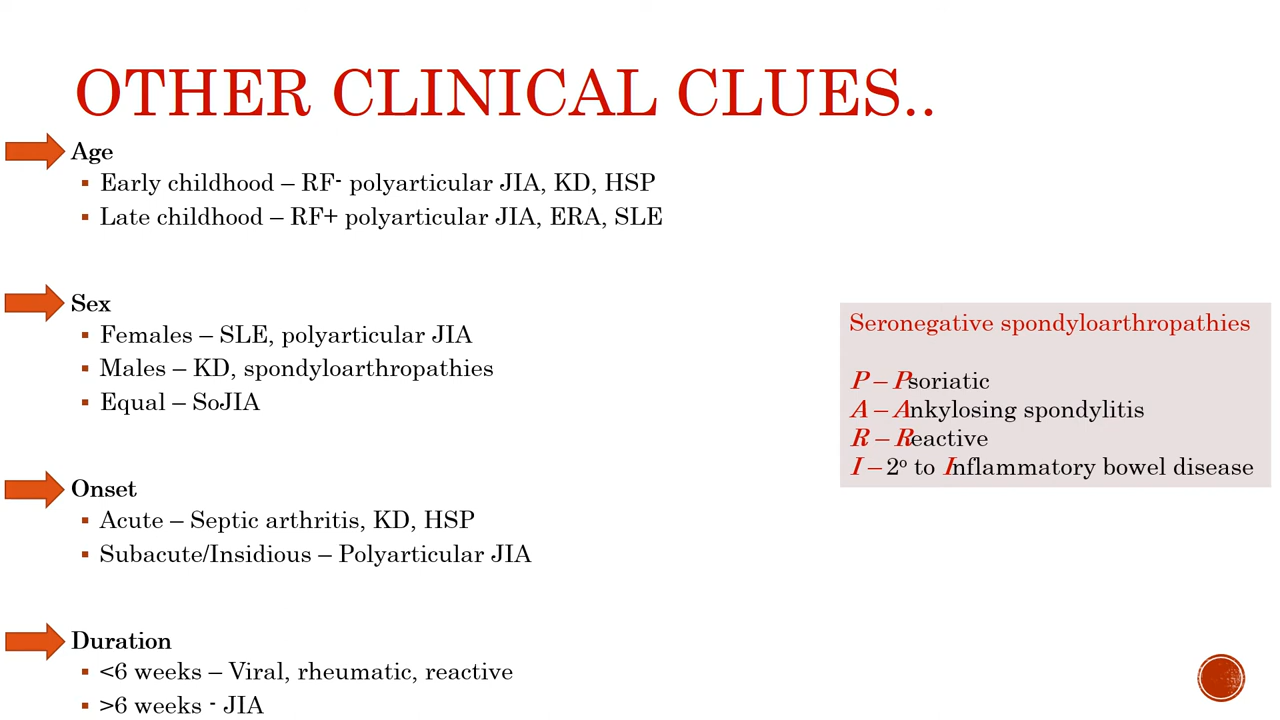 OTHER CLINICAL CLUES..
Age
▪ Early childhood – RF- polyarticular JIA, KD, HSP
▪ Late childhood – RF+ polyarticular JIA, ERA, SLE
Sex
▪ Females – SLE, polyarticular JIA
▪ Males – KD, spondyloarthropathies
▪ Equal – SoJIA
Onset
▪ Acute – Septic arthritis, KD, HSP
▪ Subacute/Insidious – Polyarticular JIA
Duration
▪ <6 weeks – Viral, rheumatic, reactive
▪ >6 weeks - JIA
Seronegative spondyloarthropathies
P – Psoriatic
A – Ankylosing spondylitis
R – Reactive
I – 2º to Inflammatory bowel disease